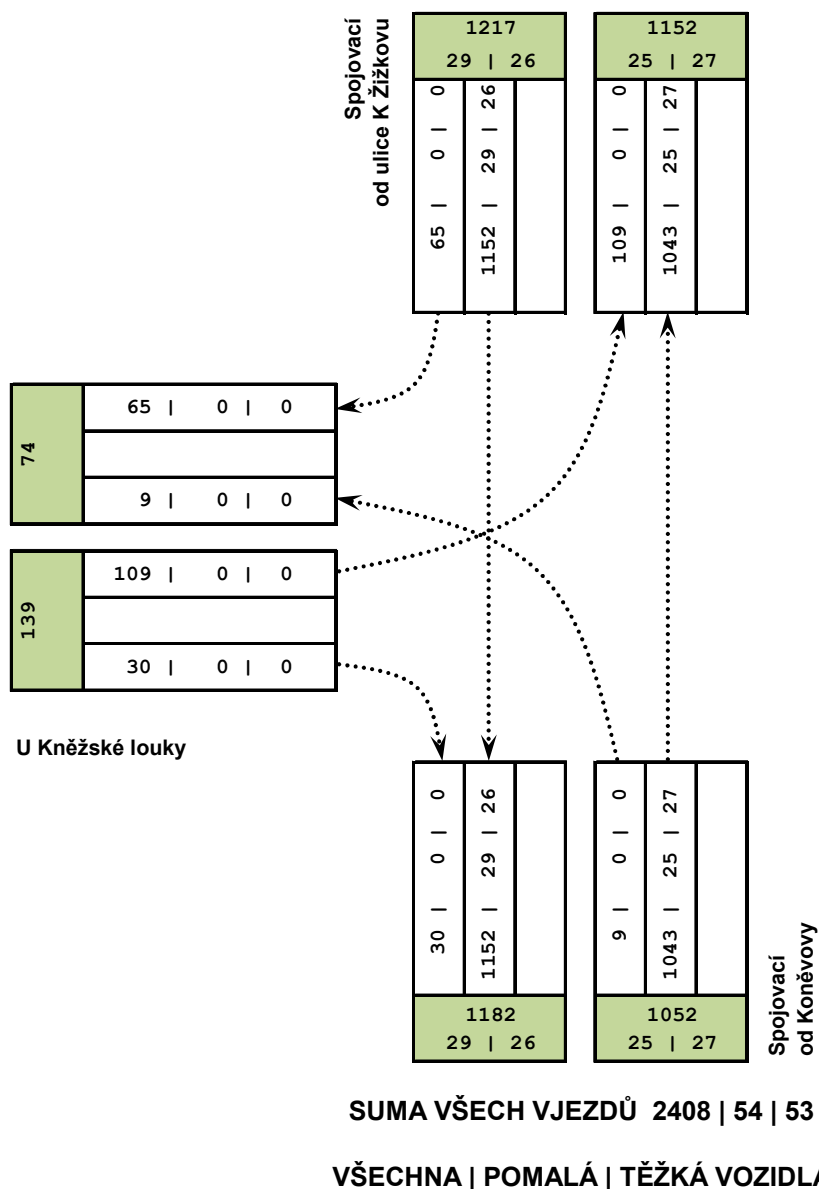 Spojovací
od ulice K Žižkovu
1217
29 | 26
65 | 0 | 0
1152 | 29 | 26
1152
25 | 27
109 | 0 | 0
1043 | 25 | 27
74
65 | 0 | 0
9 | 0 | 0
139
109 | 0 | 0
30 | 0 | 0
U Kněžské louky
30 | 0 | 0
1152 | 29 | 26
1182
29 | 26
9 | 0 | 0
1043 | 25 | 27
1052
25 | 27
Spojovací
od Koněvovy
SUMA VŠECH VJEZDŮ 2408 | 54 | 53
VŠECHNA | POMALÁ | TĚŽKÁ VOZIDLA